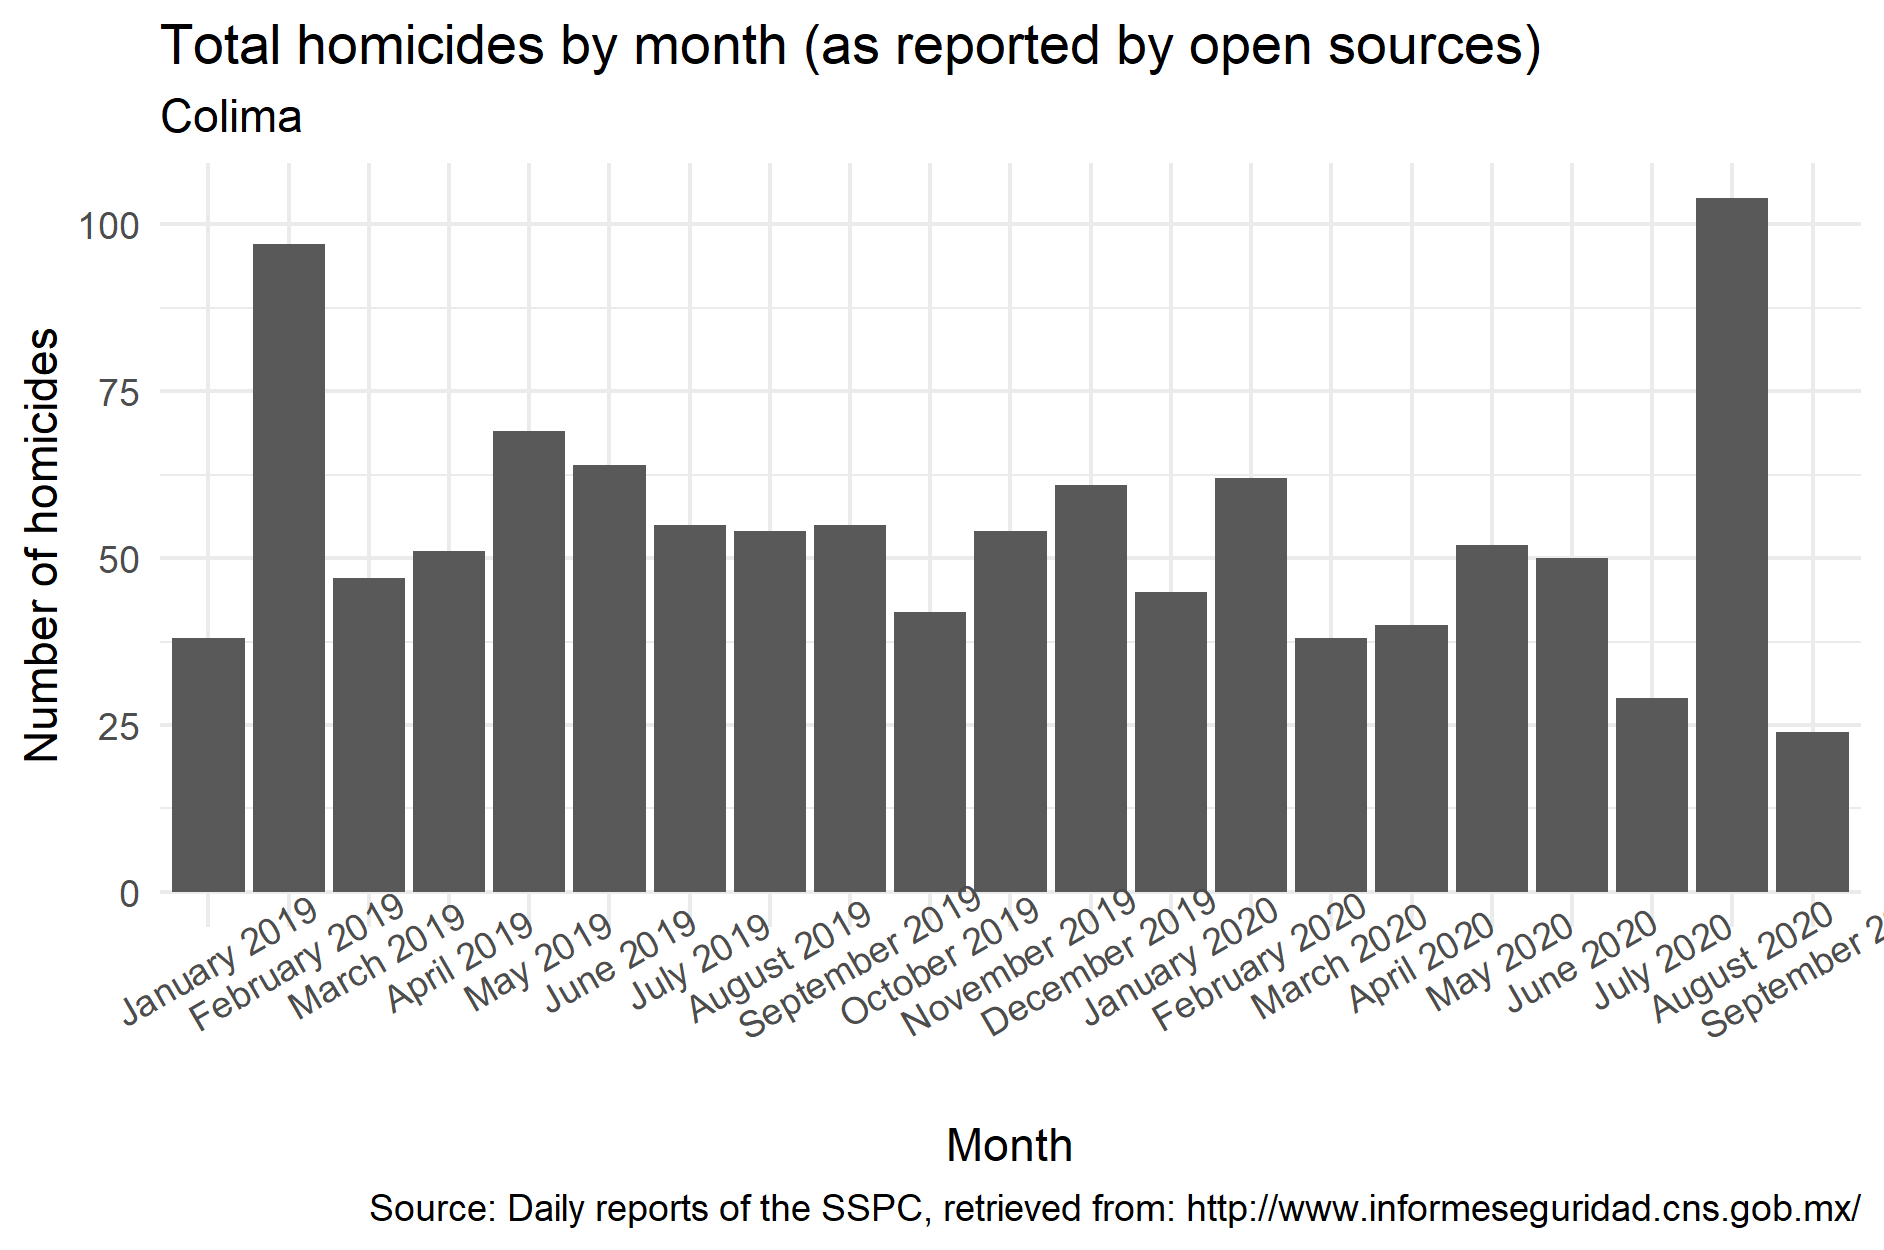 Total homicides by month (as reported by open sources)
Colima
Number of homicides
100
75
50
25
0
January 2019
February 2019
March 2019
April 2019
May 2019
June 2019
July 2019
August 2019
September 2019
October 2019
November 2019
December 2019
January 2020
February 2020
March 2020
April 2020
May 2020
June 2020
July 2020
August 2020
September 2
Month
Source: Daily reports of the SSPC, retrieved from: http://www.informeseguridad.cns.gob.mx/